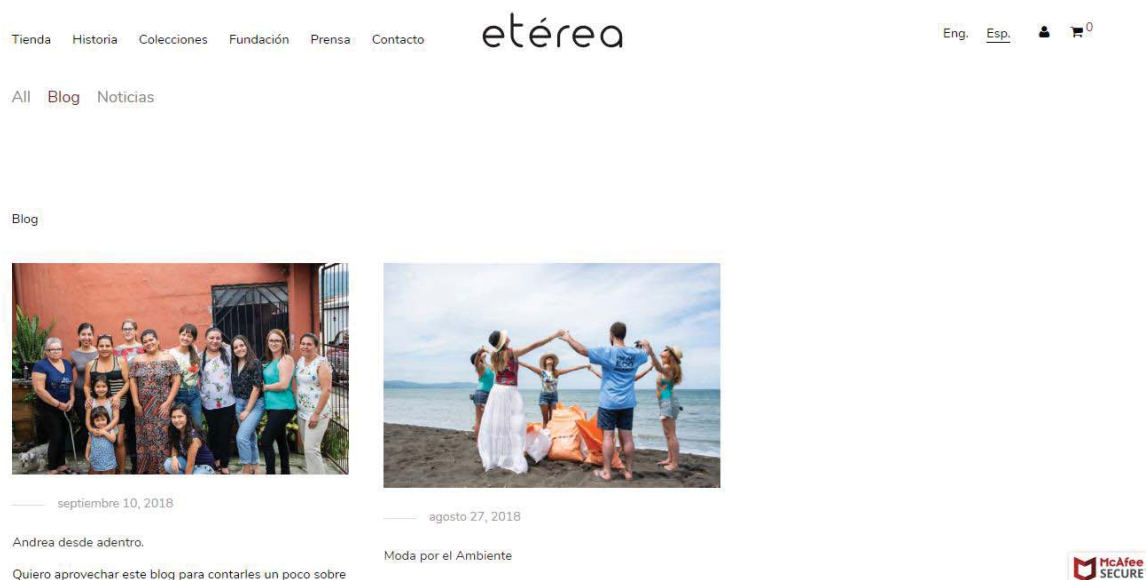 Tienda Historia Colecciones Fundación Prensa Contacto
etérea
Eng. Esp. 0
All Blog Noticias
Blog
septiembre 10, 2018
Andrea desde adentro.
Quiero aprovechar este blog para contarles un poco sobre
agosto 27, 2018
Moda por el Ambiente
McAfee
SECURE